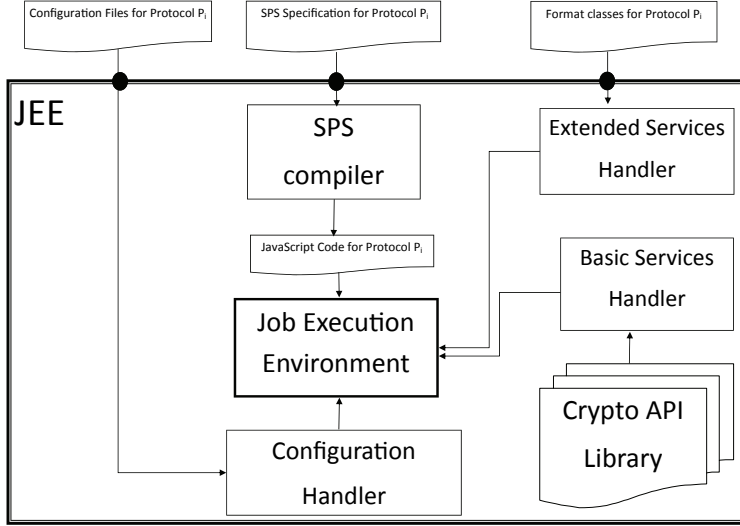 Configuration Files for Protocol Pi
SPS Specification for Protocol Pi
Format classes for Protocol Pi
JEE
SPS
compiler
Extended Services
Handler
JavaScript Code for Protocol Pi
Basic Services
Handler
Job Execution
Environment
Crypto API
Library
Configuration
Handler